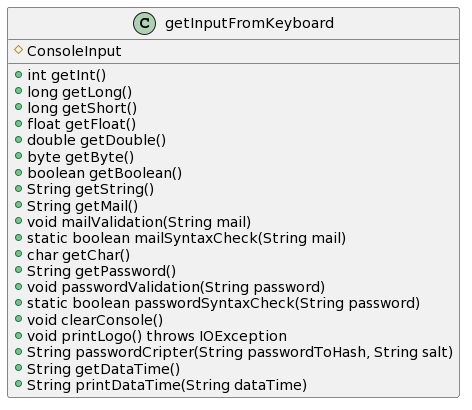 C getInputFromKeyboard
ConsoleInput
int getInt()
long getLong()
long getShort()
float getFloat()
double getDouble()
byte getByte()
boolean getBoolean()
String getString()
String getMail()
void mailValidation(String mail)
static boolean mailSyntaxCheck(String mail)
char getChar()
String getPassword()
void passwordValidation(String password)
static boolean passwordSyntaxCheck(String password)
void clearConsole()
void printLogo() throws IOException
String passwordCripter(String passwordToHash, String salt)
String getDataTime()
String printDataTime(String dataTime)